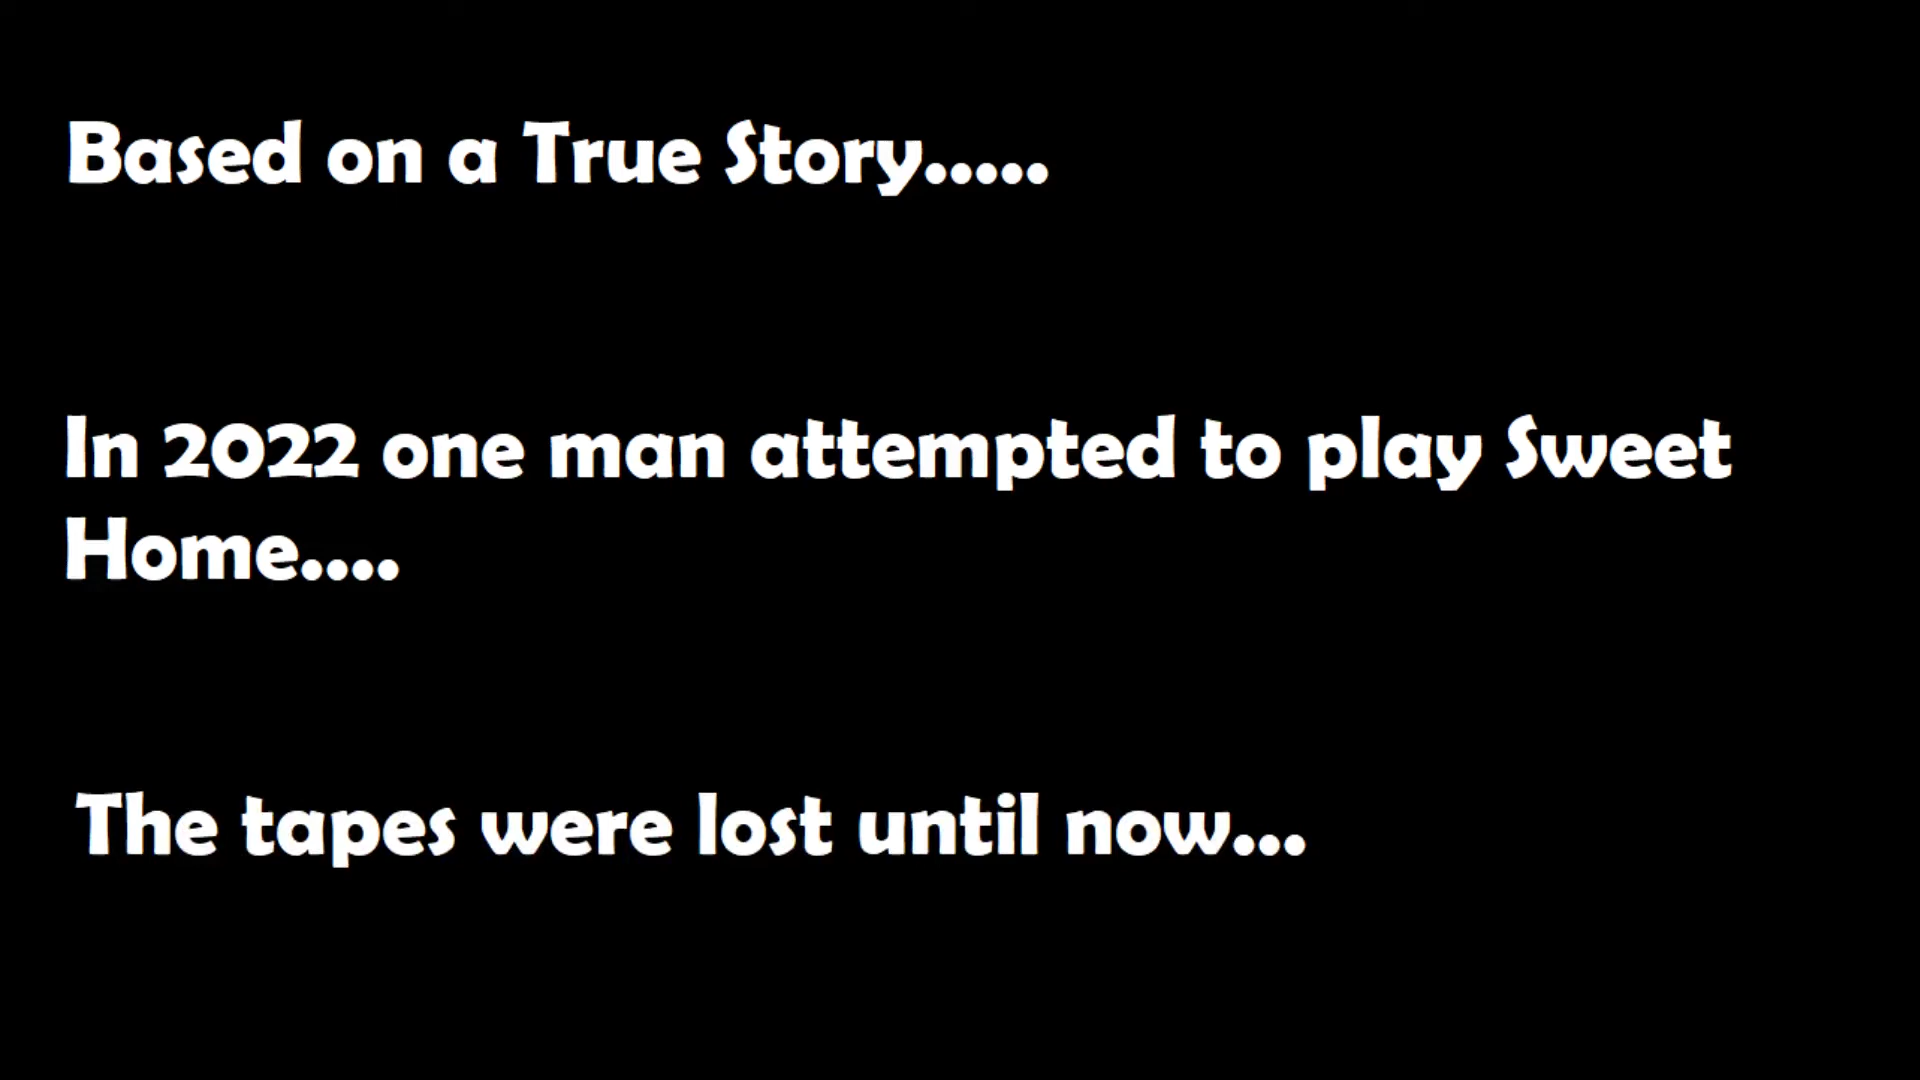 Based on a True Story.....
In 2022 one man attempted to play Sweet
Home....
The tapes were lost until now...